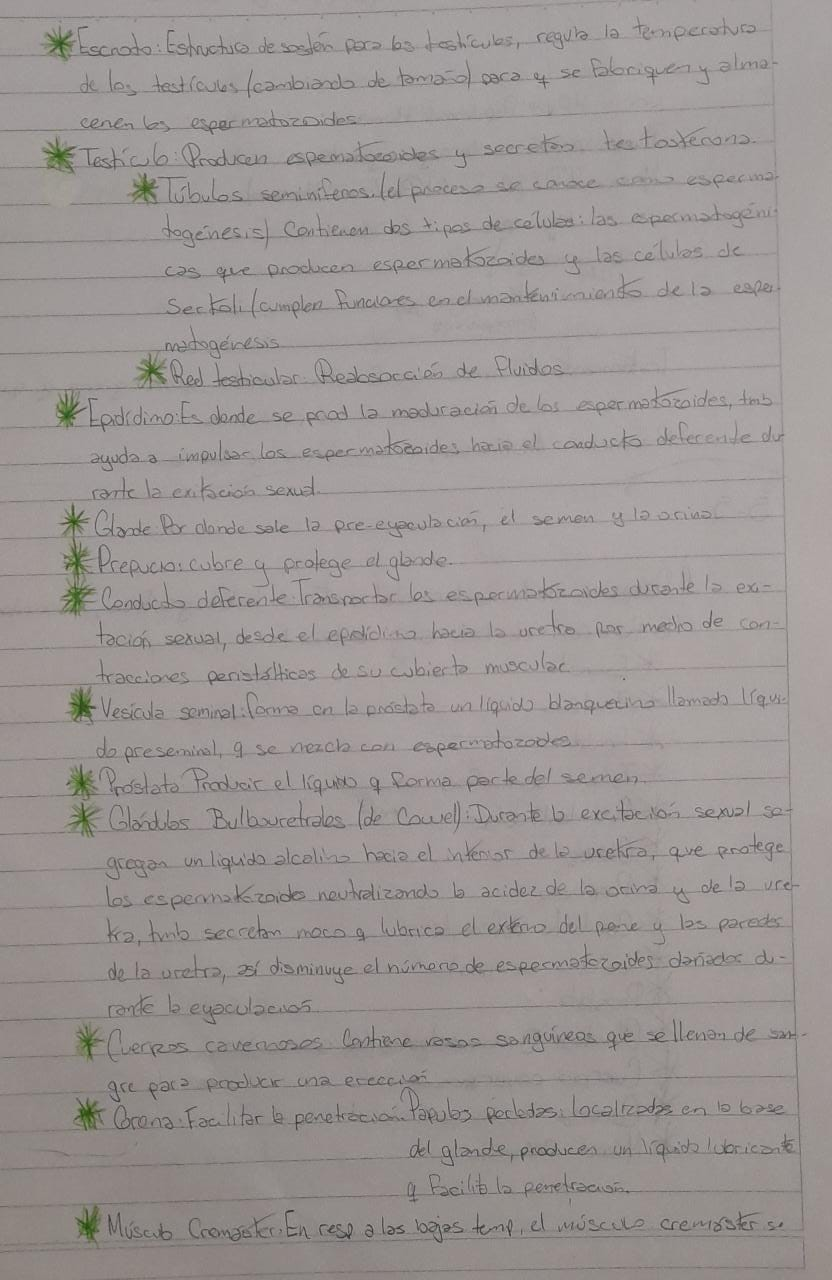 Escroto: Estructura de sostén para los testículos, regula la temperatura
de los testículos (cambiando de tamaño) para q se fabriquen y alma-
cenen los espermatozoides
Testículo: Producen espematozoides y secretan testosterona.
Túbulos seminíferos (el proceso se conoce como esperma-
togénesis) Contienen dos tipos de células: las espermatogéni-
cas que producen espermatozoides y las células de
Sertoli (cumplen funciones en el mantenimiento de la esper-
matogénesis
Red testicular: Reabsorción de fluidos
Epidídimo: Es donde se prod la maduración de los espermatozoides, tmb
ayuda a impulsar los espermatozoides hacia el conducto deferende du-
rante la exitación sexual.
Glande Por donde sale la pre-eyaculación, el semen y la orina
Prepucio: cubre y protege el glande.
Conducto deferente: Transportar los espermatozoides durante la exi-
tación sexual, desde el epidídimo hacia la uretra por medio de con-
tracciones peristálticas de su cubierta muscular
Vesícula seminal: forma en la próstata un líquido blanquecino llamado líqui-
do preseminal, q se mezcla con espermatozoides
Próstata Producir el líquido q forma parte del semen.
Glándulas Bulbouretrales (de Cowel): Durante la excitación sexual se-
gregan un liquido alcalino hacia el interior de la uretra, que protege
los espermatozoides neutralizando la acidez de la orina y de la ure-
tra, tmb secretan moco q lubrica el externo del pene y las paredes
de la uretra, así disminuye el número de espermatozoides dañados du-
rante la eyaculación
Cuerpos cavernosos Contiene vasos sanguíneos que se llenan de san-
gre para producir una erección
Corona: Facilitar la penetración. Pápulas perladas: localizadas en la base
del glande, producen un líquido lubricante
q facilita la penetración.
Músculo Cremaster: En resp a las bajas temp, el músculo cremáster se